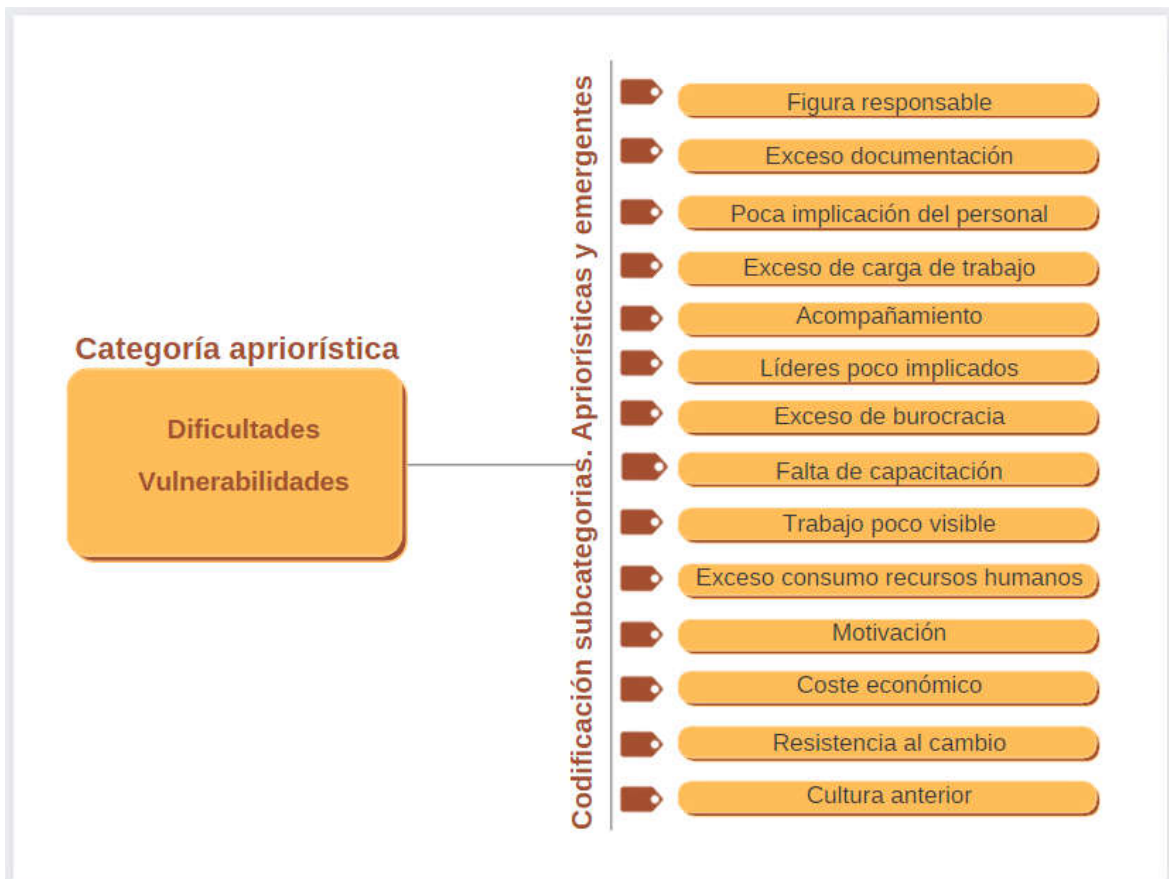 Categoría apriorística
Dificultades
Vulnerabilidades
Codificación subcategorias. Apriorísticas y emergentes
Figura responsable
Exceso documentación
Poca implicación del personal
Exceso de carga de trabajo
Acompañamiento
Líderes poco implicados
Exceso de burocracia
Falta de capacitación
Trabajo poco visible
Exceso consumo recursos humanos
Motivación
Coste económico
Resistencia al cambio
Cultura anterior